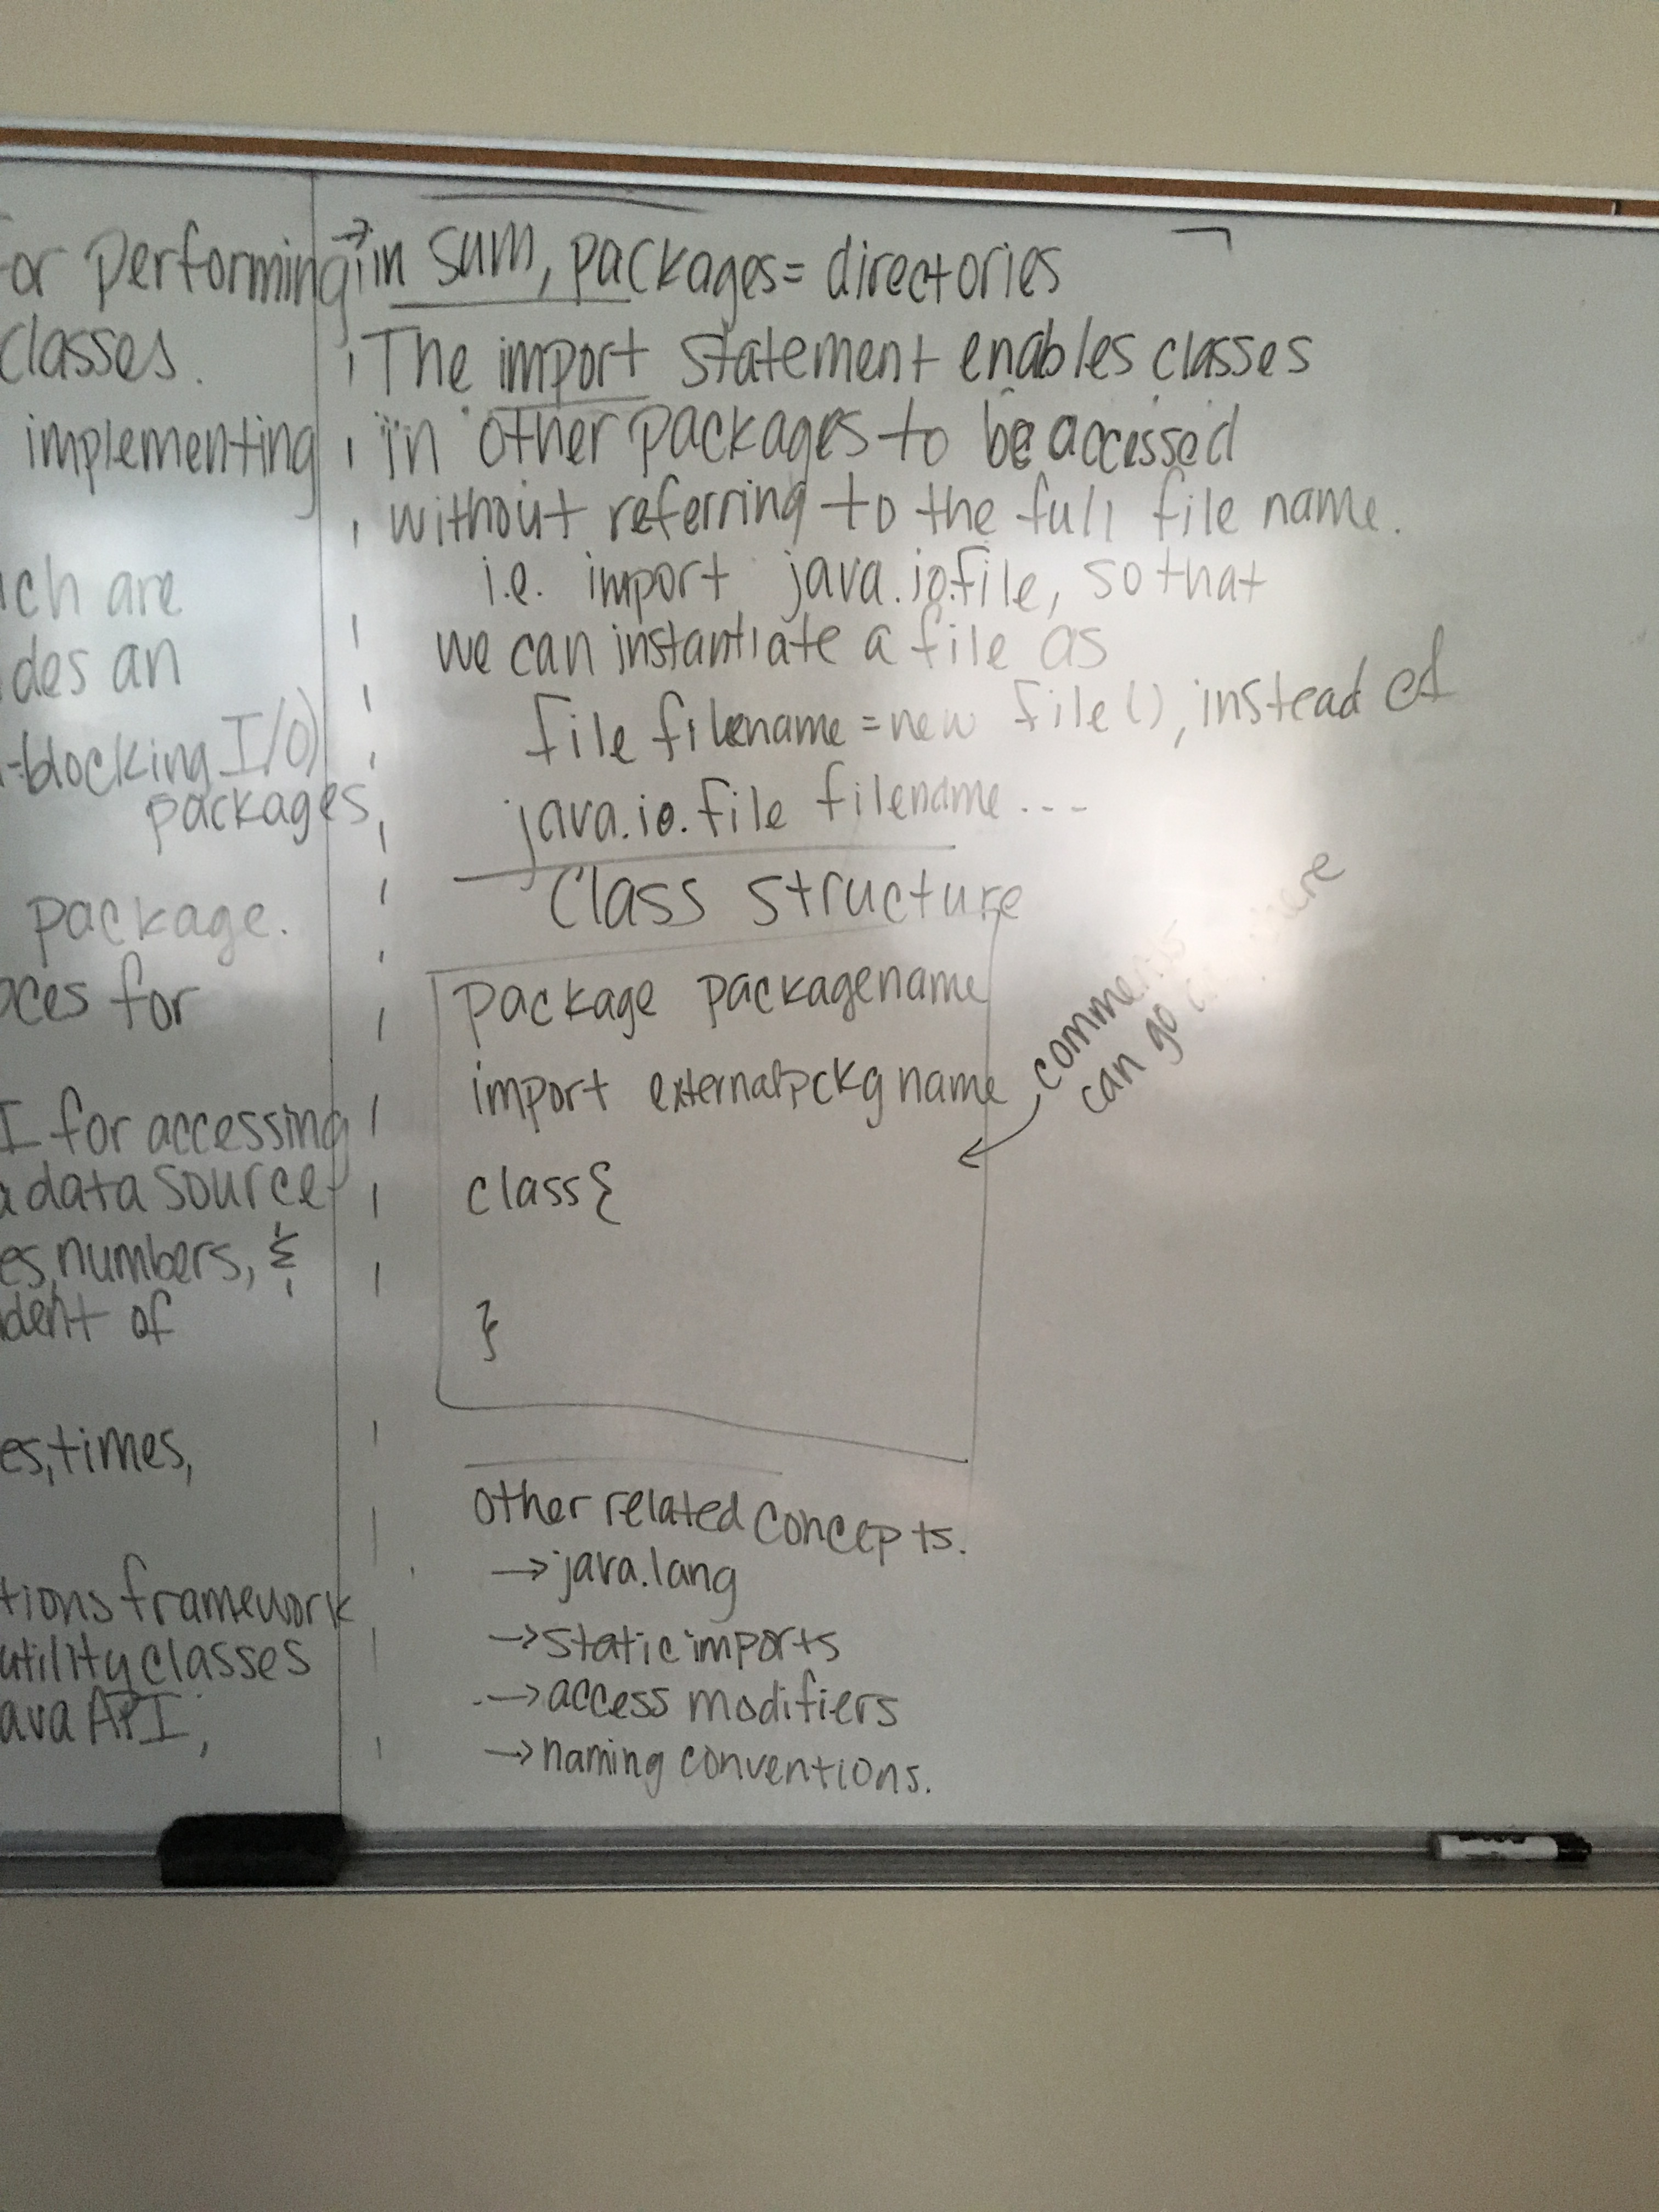 for performing
classes.
implementing
ch are
des an
-blocking I/O)
packages
package.
aces for
I for accessing
a data source
es, numbers, &
dent of
es, times,
tions framework
utility classes
ava API,
→ in sum, packages = directories
The import statement enables classes
in other packages to be accessed
without referring to the full file name.
i.e. import java.io.file, so that
we can instantiate a file as
file filename = new file(), instead of
java.io.file filename ...
Class structure
package packagename
import externalpckgname
class{
}
comments
can go
other related concepts.
→ java.lang
→ static imports
→ access modifiers
→ naming conventions.